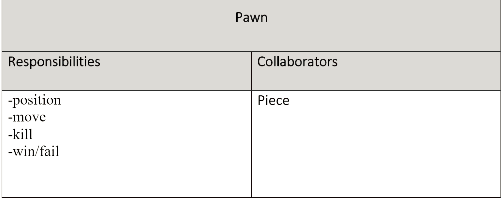 Pawn
Responsibilities
Collaborators
-position
-move
-kill
-win/fail
Piece